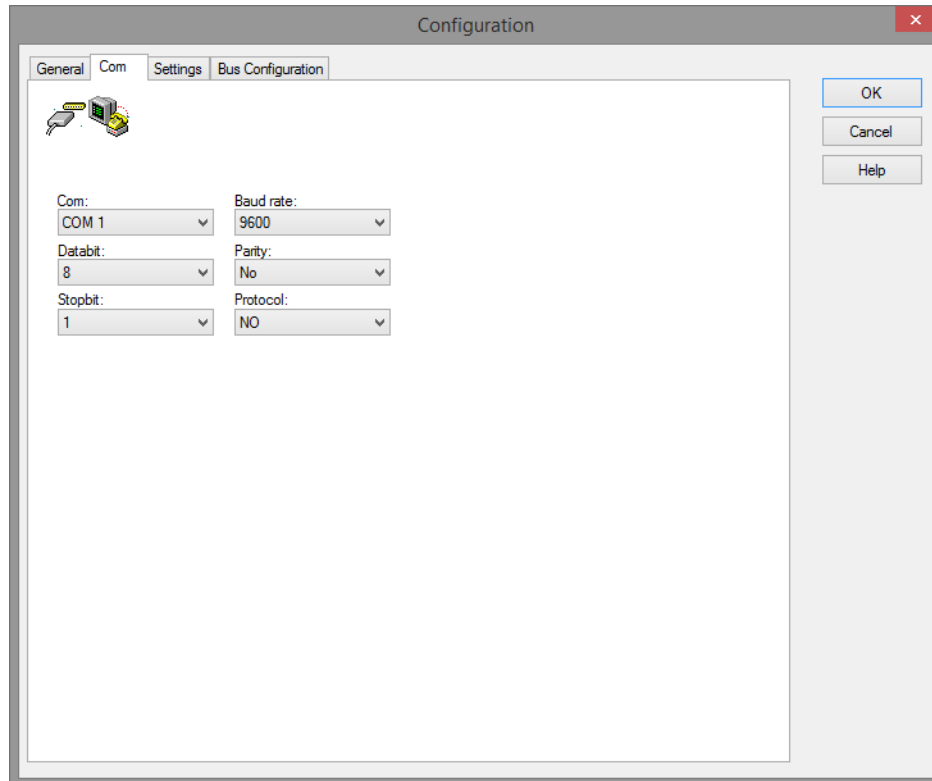 Configuration
General Com Settings Bus Configuration
OK
Cancel
Help
Com: Baud rate:
COM 1 9600
Databit: Parity:
8 No
Stopbit: Protocol:
1 NO